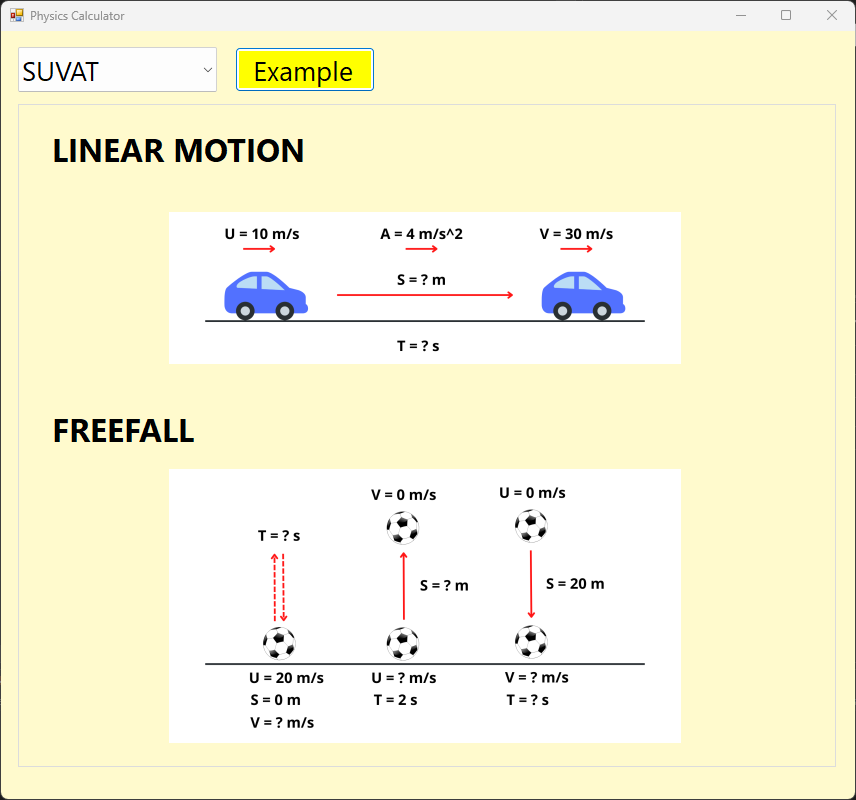 Physics Calculator
SUVAT
Example
LINEAR MOTION
U = 10 m/s
A = 4 m/s^2
V = 30 m/s
S = ? m
T = ? s
FREEFALL
V = 0 m/s
U = 0 m/s
T = ? s
S = ? m
S = 20 m
U = 20 m/s
U = ? m/s
V = ? m/s
S = 0 m
T = 2 s
T = ? s
V = ? m/s